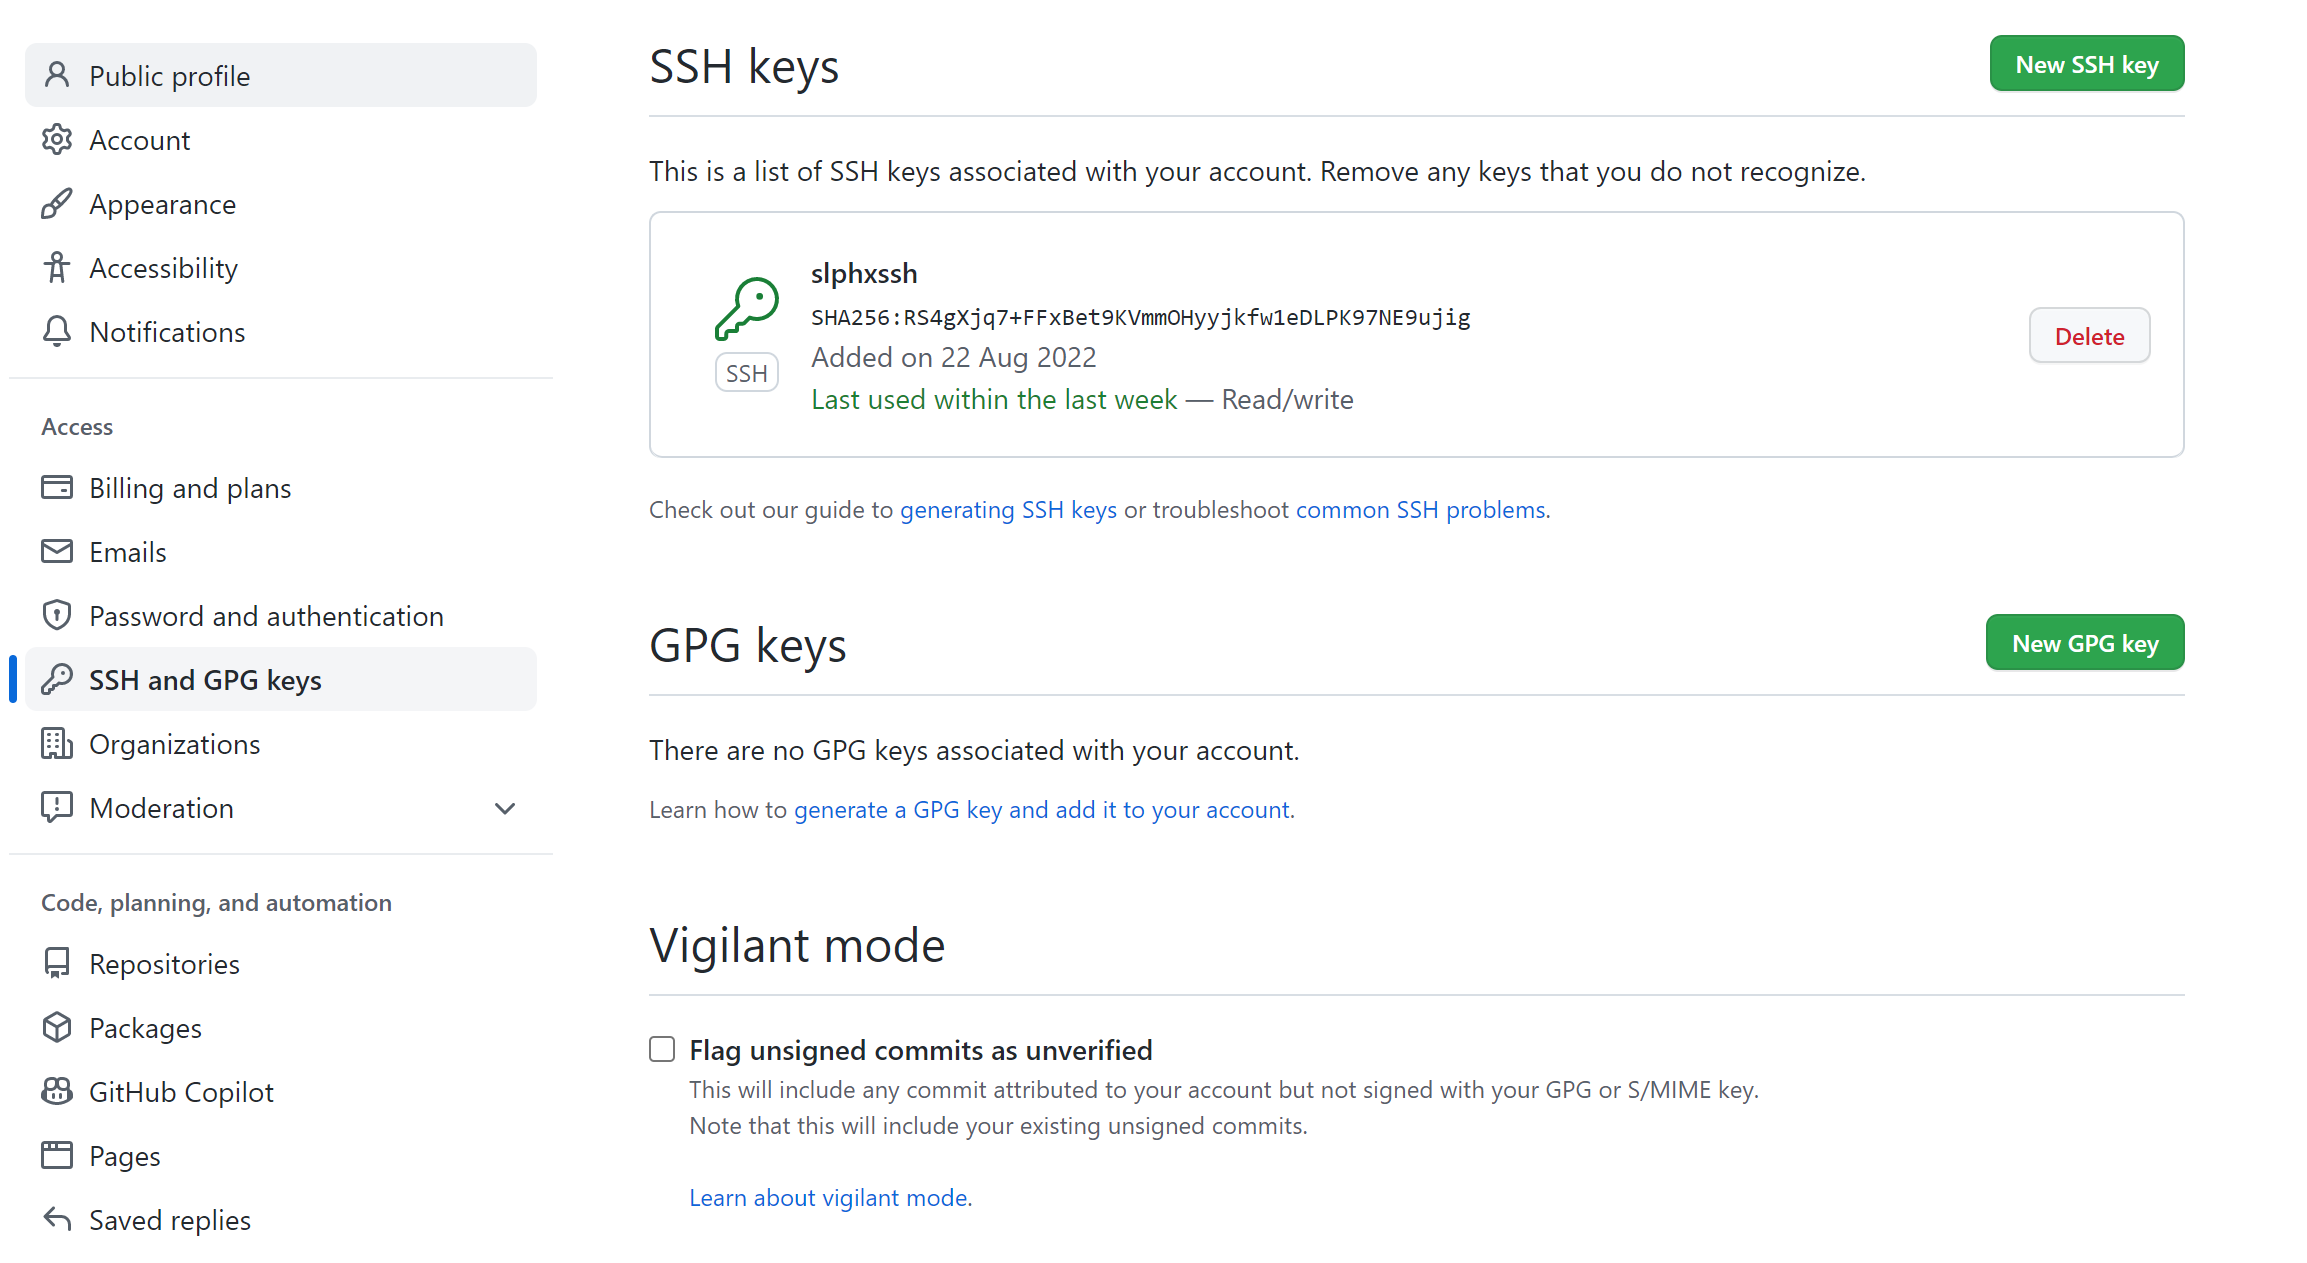 Public profile
Account
Appearance
Accessibility
Notifications
Access
Billing and plans
Emails
Password and authentication
SSH and GPG keys
Organizations
Moderation
Code, planning, and automation
Repositories
Packages
GitHub Copilot
Pages
Saved replies
SSH keys
New SSH key
This is a list of SSH keys associated with your account. Remove any keys that you do not recognize.
slphxssh
SHA256:RS4gXjq7+FFxBet9KVmmOHyyjkfw1eDLPK97NE9ujig
Added on 22 Aug 2022
SSH
Last used within the last week — Read/write
Delete
Check out our guide to generating SSH keys or troubleshoot common SSH problems.
GPG keys
New GPG key
There are no GPG keys associated with your account.
Learn how to generate a GPG key and add it to your account.
Vigilant mode
Flag unsigned commits as unverified
This will include any commit attributed to your account but not signed with your GPG or S/MIME key.
Note that this will include your existing unsigned commits.
Learn about vigilant mode.